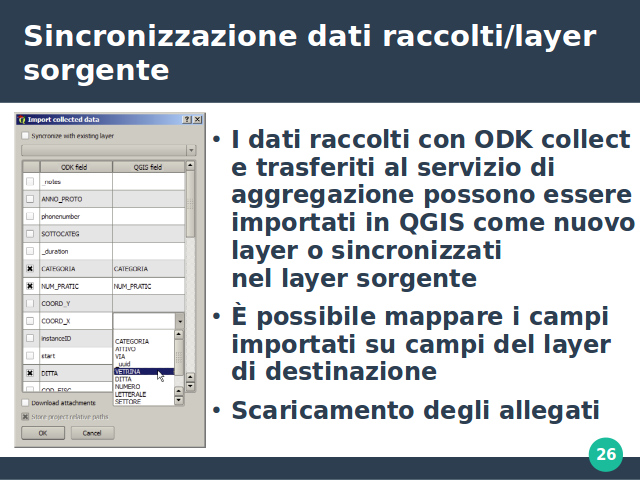 Sincronizzazione dati raccolti/layer
sorgente
Import collected data
Syncronize with existing layer
ODK field QGIS field
_notes
ANNO_PROTO
phonenumber
SOTTOCATEG
_duration
CATEGORIA CATEGORIA
NUM_PRATIC NUM_PRATIC
COORD_Y
COORD_X
instanceID
start
DITTA
COD_FISC
CATEGORIA
ATTIVO
VIA
_uuid
VETRINA
DITTA
NUMERO
LETTERALE
SETTORE
Download attachments
Store project relative paths
OK Cancel
• I dati raccolti con ODK collect
e trasferiti al servizio di
aggregazione possono essere
importati in QGIS come nuovo
layer o sincronizzati
nel layer sorgente
• È possibile mappare i campi
importati su campi del layer
di destinazione
• Scaricamento degli allegati
26